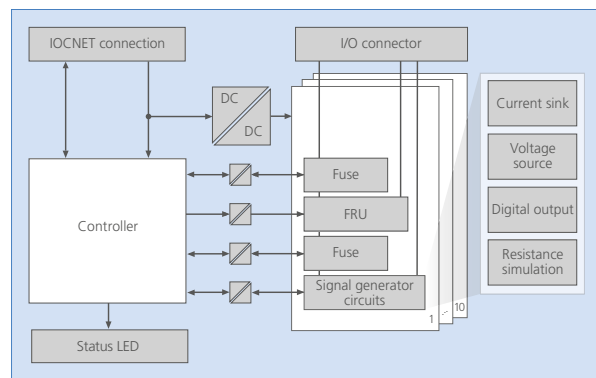 IOCNET connection
I/O connector
DC
DC
Current sink
Voltage
source
Digital output
Resistance
simulation
Controller
Fuse
FRU
Fuse
Signal generator
circuits
1
...
10
Status LED